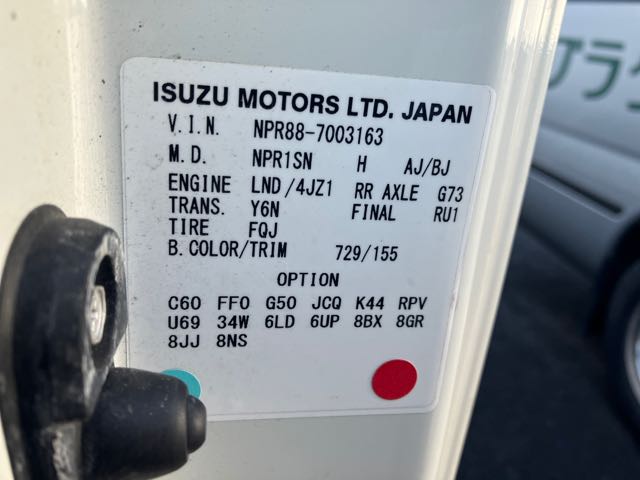 ISUZU MOTORS LTD. JAPAN
V.I.N. NPR88-7003163
M.D. NPR1SN H AJ/BJ
ENGINE LND/4JZ1 RR AXLE G73
TRANS. Y6N FINAL RU1
TIRE FQJ
B.COLOR/TRIM 729/155
OPTION
C60 FF0 G50 JCQ K44 RPV
U69 34W 6LD 6UP 8BX 8GR
8JJ 8NS
プラ